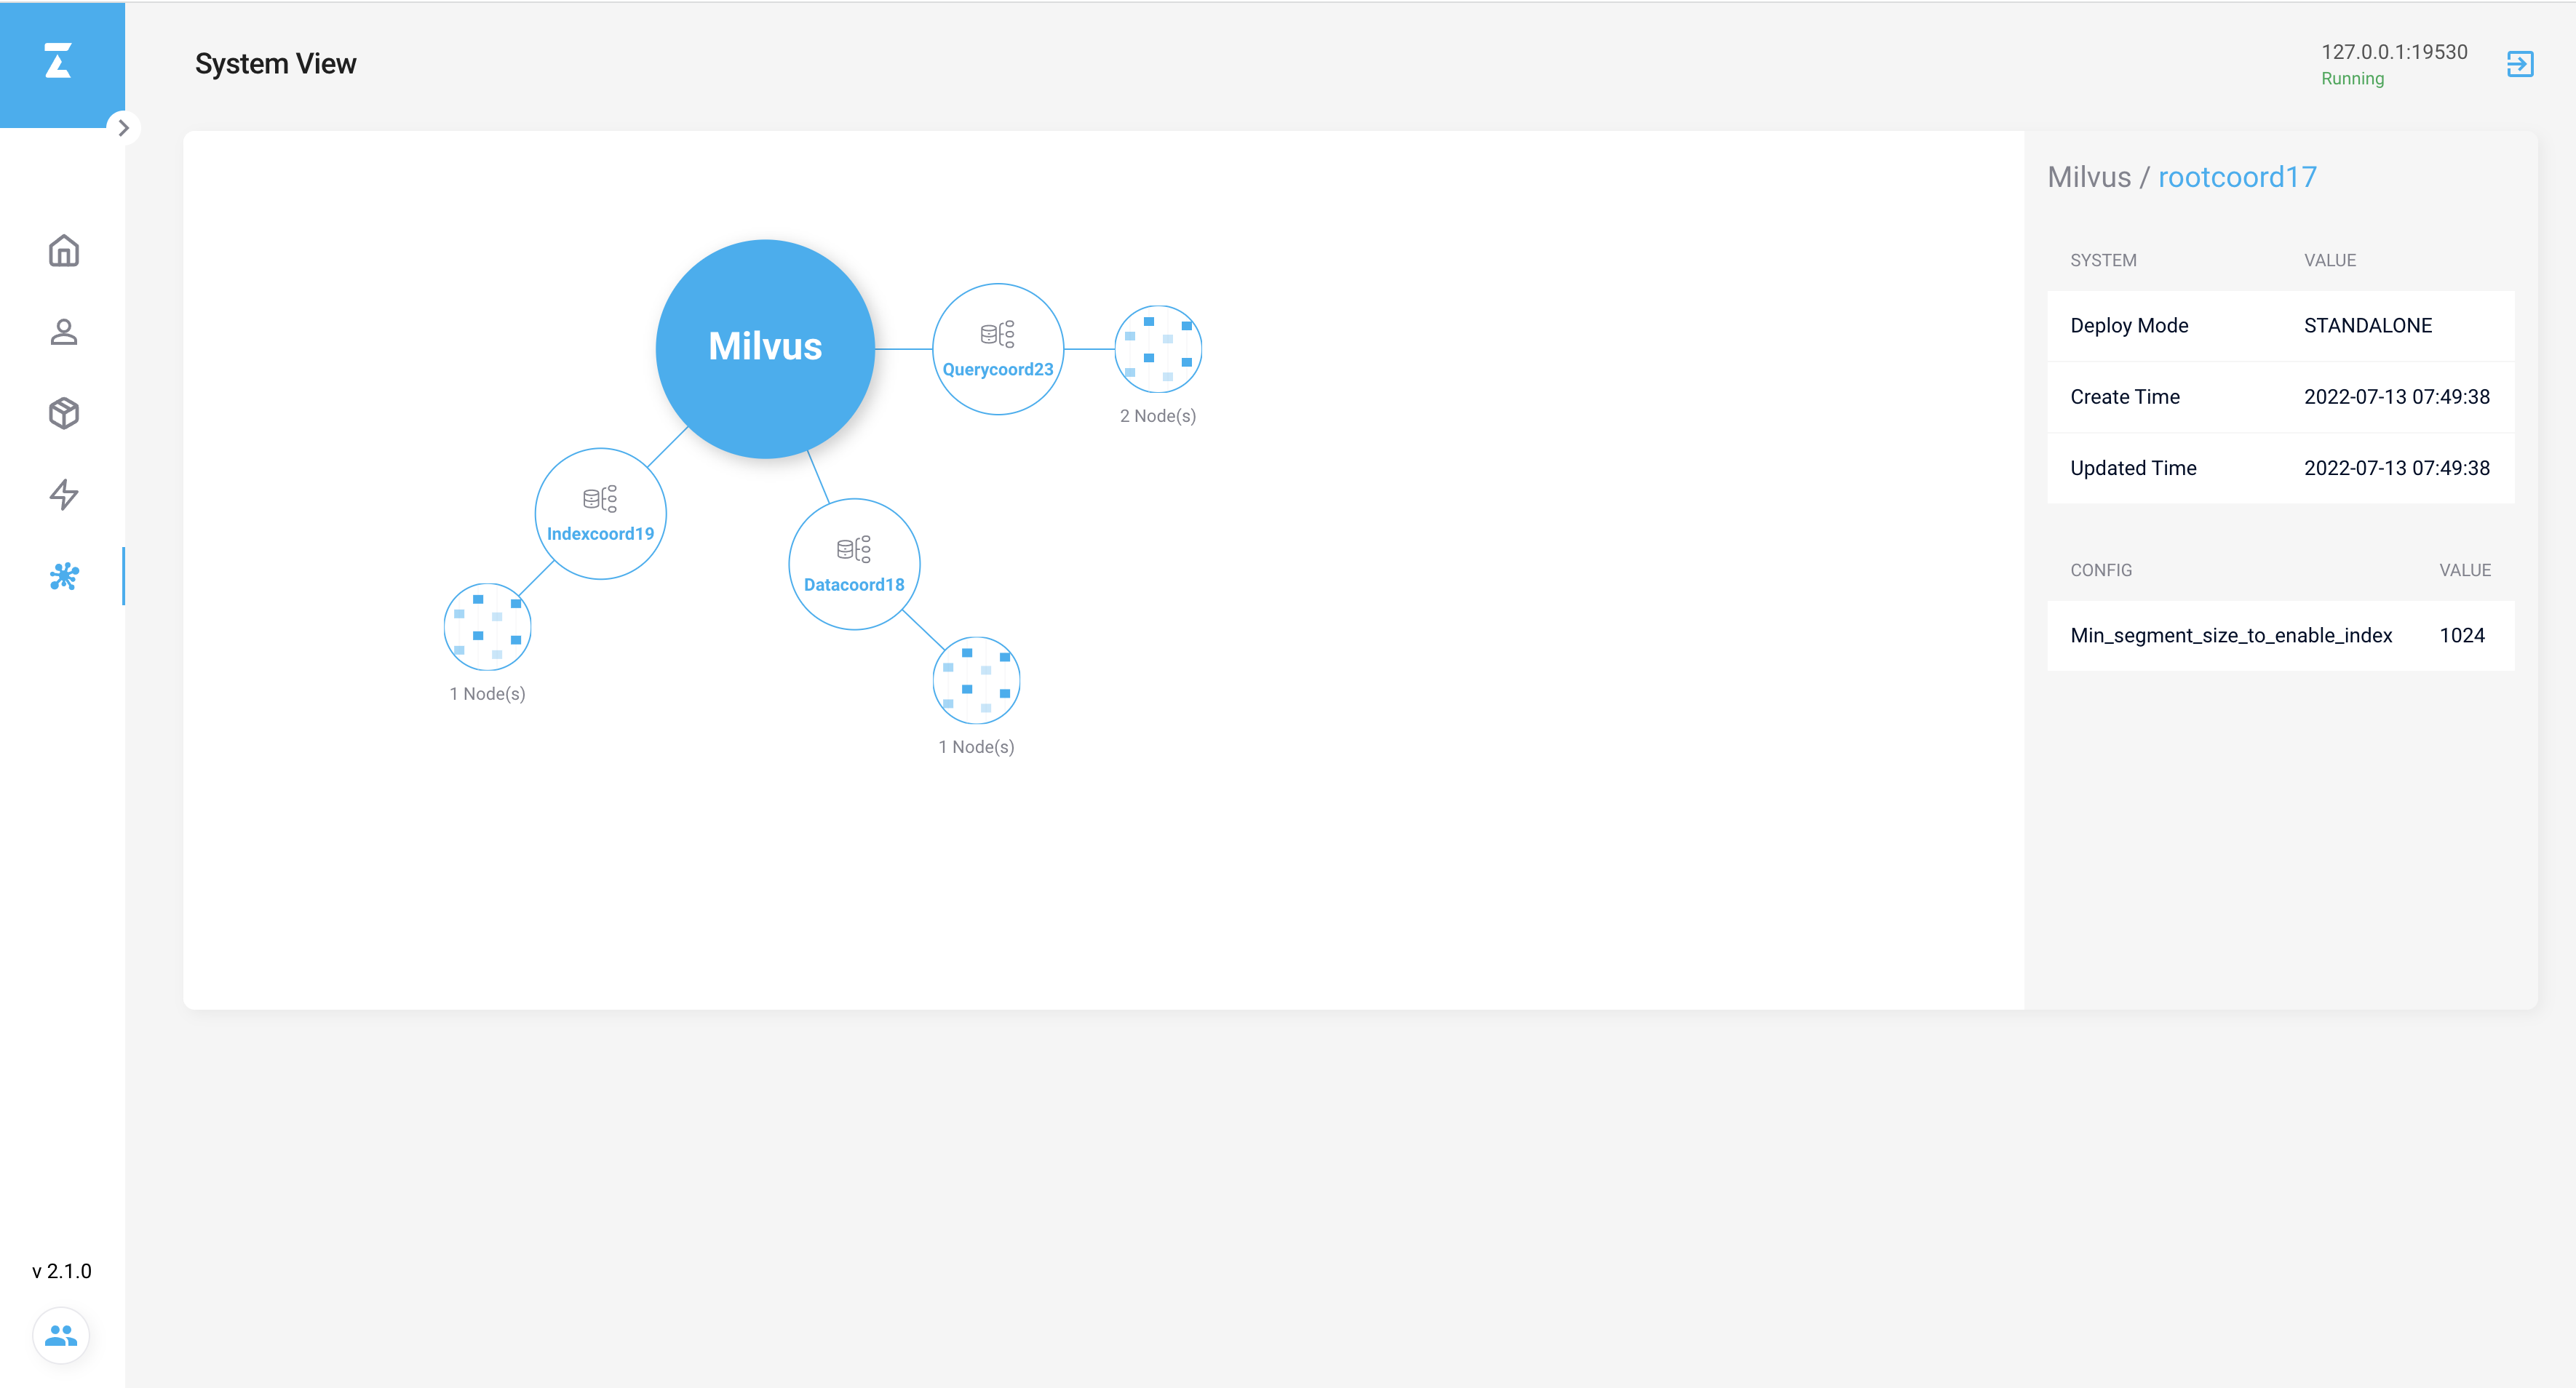 System View
127.0.0.1:19530
Running
Milvus / rootcoord17
Milvus
Querycoord23
2 Node(s)
Indexcoord19
1 Node(s)
Datacoord18
1 Node(s)
SYSTEM VALUE
Deploy Mode STANDALONE
Create Time 2022-07-13 07:49:38
Updated Time 2022-07-13 07:49:38
CONFIG VALUE
Min_segment_size_to_enable_index 1024
v 2.1.0